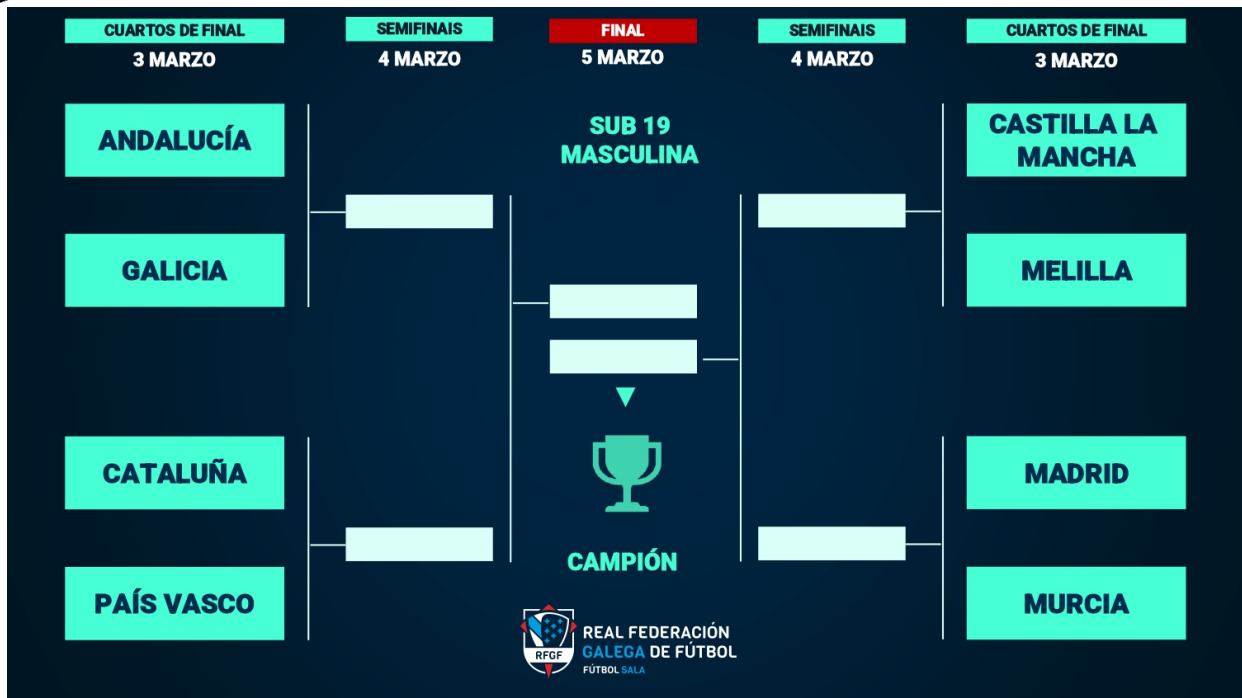 CUARTOS DE FINAL
3 MARZO
SEMIFINAIS
4 MARZO
FINAL
5 MARZO
SEMIFINAIS
4 MARZO
CUARTOS DE FINAL
3 MARZO
ANDALUCÍA
GALICIA
CATALUÑA
PAÍS VASCO
SUB 19
MASCULINA
CAMPIÓN
CASTILLA LA
MANCHA
MELILLA
MADRID
MURCIA
RFGF
REAL FEDERACIÓN
GALEGA DE FÚTBOL
FÚTBOL SALA